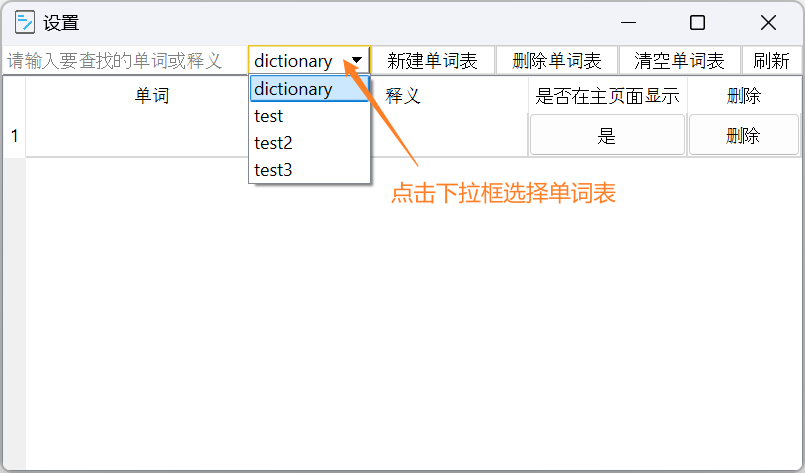 设置
请输入要查找的单词或释义 dictionary 新建单词表 删除单词表 清空单词表 刷新
单词 释义 是否在主页面显示 删除
dictionary
test
1 是 删除
test2
test3
点击下拉框选择单词表